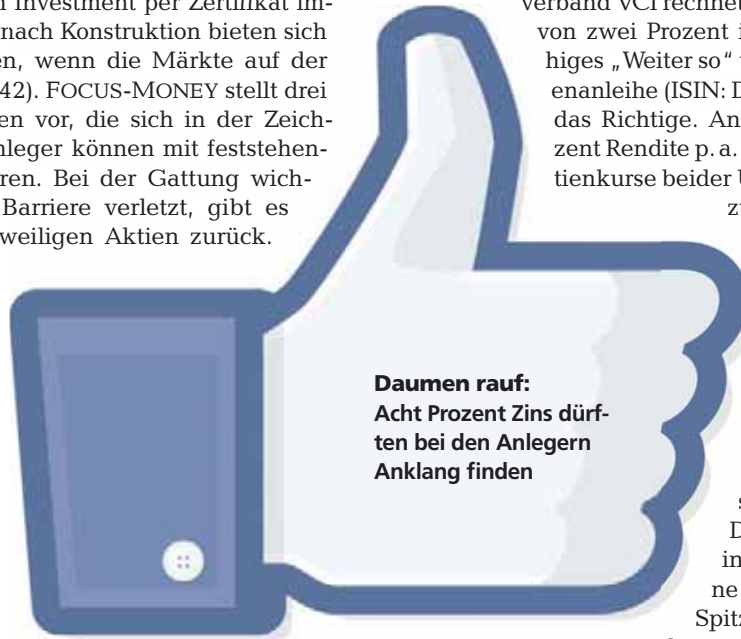 Investment per Zertifikat im-
nach Konstruktion bieten sich
en, wenn die Märkte auf der
42). FOCUS-MONEY stellt drei
en vor, die sich in der Zeich-
nleger können mit feststehen-
ren. Bei der Gattung wich-
Barriere verletzt, gibt es
weiligen Aktien zurück.
Daumen rauf:
Acht Prozent Zins dürf-
ten bei den Anlegern
Anklang finden
verband VCI rechnet
von zwei Prozent i
higes „Weiter so“
enanleihe (ISIN: D
das Richtige. An
zent Rendite p. a.
tienkurse beider U
z
s
D
in
ne
Spitz